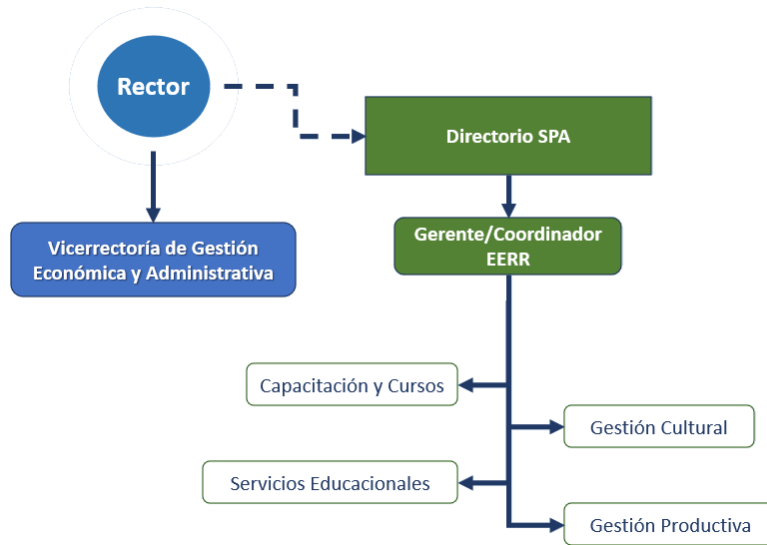 Rector
Directorio SPA
Vicerrectoría de Gestión
Económica y Administrativa
Gerente/Coordinador
EERR
Capacitación y Cursos
Gestión Cultural
Servicios Educacionales
Gestión Productiva